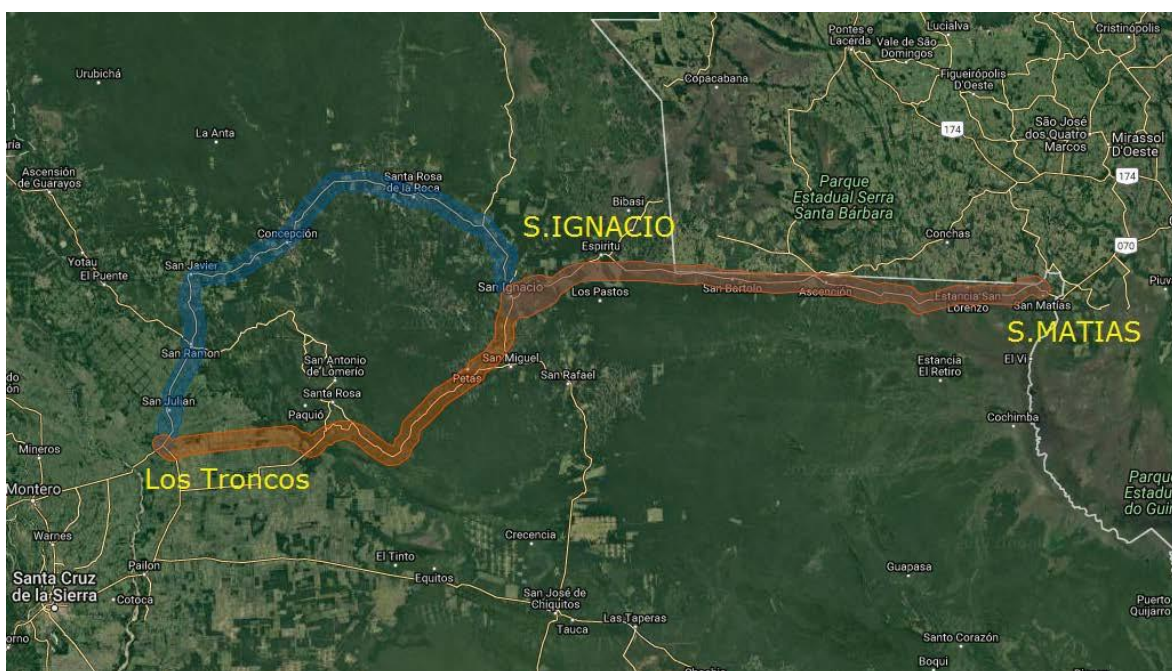 Lucialva
Cristinópolis
Pontes e
Lacerda
Vale de São
Domingos
Urubichá
Copacabana
Figueirópolis
D'Oeste
La Anta
174
São José
dos Quatro
Marcos
Mirassol
D'Oeste
Ascensión
de Guarayos
Santa Rosa
de la Roca
174
Parque
Estadual Serra
Santa Bárbara
Bibasi
S.IGNACIO
Concepción
Espiritu
Conchas
070
Yotau
El Puente
San Javier
San Ignacio
Los Pastos
San Bartolo
Ascención
Estancia San
Lorenzo
San Matías
Piuva
S.MATIAS
San Ramon
San Antonio
de Lomerio
San Miguel
Petas
San Rafael
Estancia
El Retiro
El Vi
Santa Rosa
San Julian
Paquió
Cochimba
Mineros
Los Troncos
Montero
Parque
Estadu
do Guir
Warnes
Crecencia
El Tinto
Equitos
Guapasa
Pailon
Santa Cruz
de la Sierra
Cotoca
San José de
Chiquitos
Las Taperas
Tauca
Puerto
Quijarro
Santo Corazón
Boqui